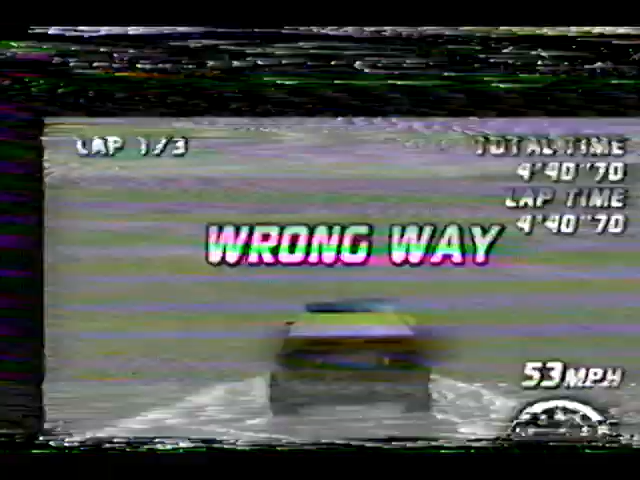 LAP 1/3
TOTAL TIME
4'40"70
LAP TIME
4'40"70
WRONG WAY
53MPH